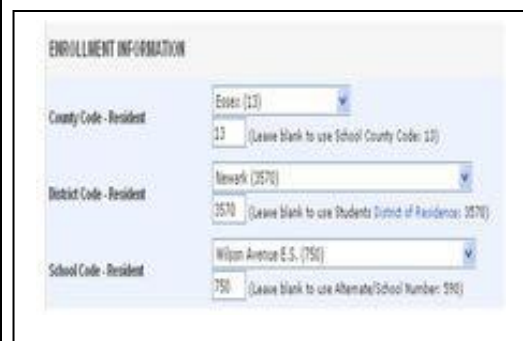 ENROLLMENT INFORMATION
Essex (13)
County Code - Resident
13 (Leave blank to use School County Code: 13)
Newark (3570)
District Code - Resident
3570 (Leave blank to use Students District of Residence: 3570)
Wilson Avenue E.S. (750)
School Code - Resident
750 (Leave blank to use Alternate/School Number: 590)